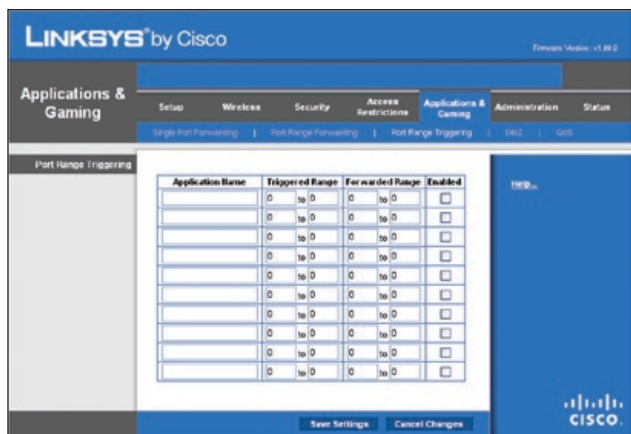 LINKSYS® by Cisco
Firmware Version: v1.00.0
Applications & Gaming
Setup Wireless Security Access Restrictions Applications & Gaming Administration Status
Single Port Forwarding | Port Range Forwarding | Port Range Triggering | DMZ | QoS
Port Range Triggering
Application Name Triggered Range Forwarded Range Enabled
0 to 0 0 to 0
0 to 0 0 to 0
0 to 0 0 to 0
0 to 0 0 to 0
0 to 0 0 to 0
0 to 0 0 to 0
0 to 0 0 to 0
0 to 0 0 to 0
0 to 0 0 to 0
0 to 0 0 to 0
Help...
Save Settings Cancel Changes
CISCO.